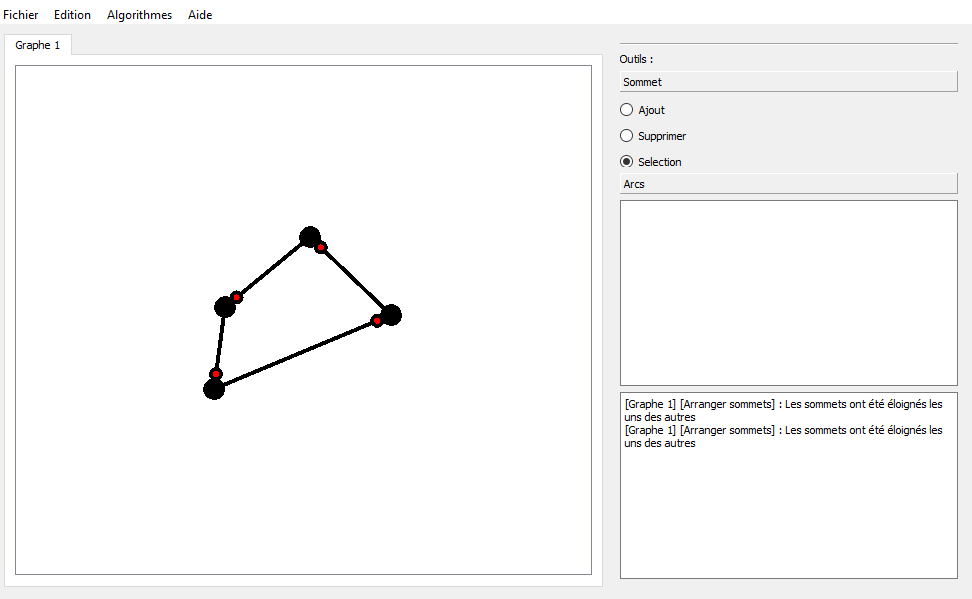 Fichier Edition Algorithmes Aide
Graphe 1
Outils :
Sommet
Ajout
Supprimer
Selection
Arcs
[Graphe 1] [Arranger sommets] : Les sommets ont été éloignés les
uns des autres
[Graphe 1] [Arranger sommets] : Les sommets ont été éloignés les
uns des autres